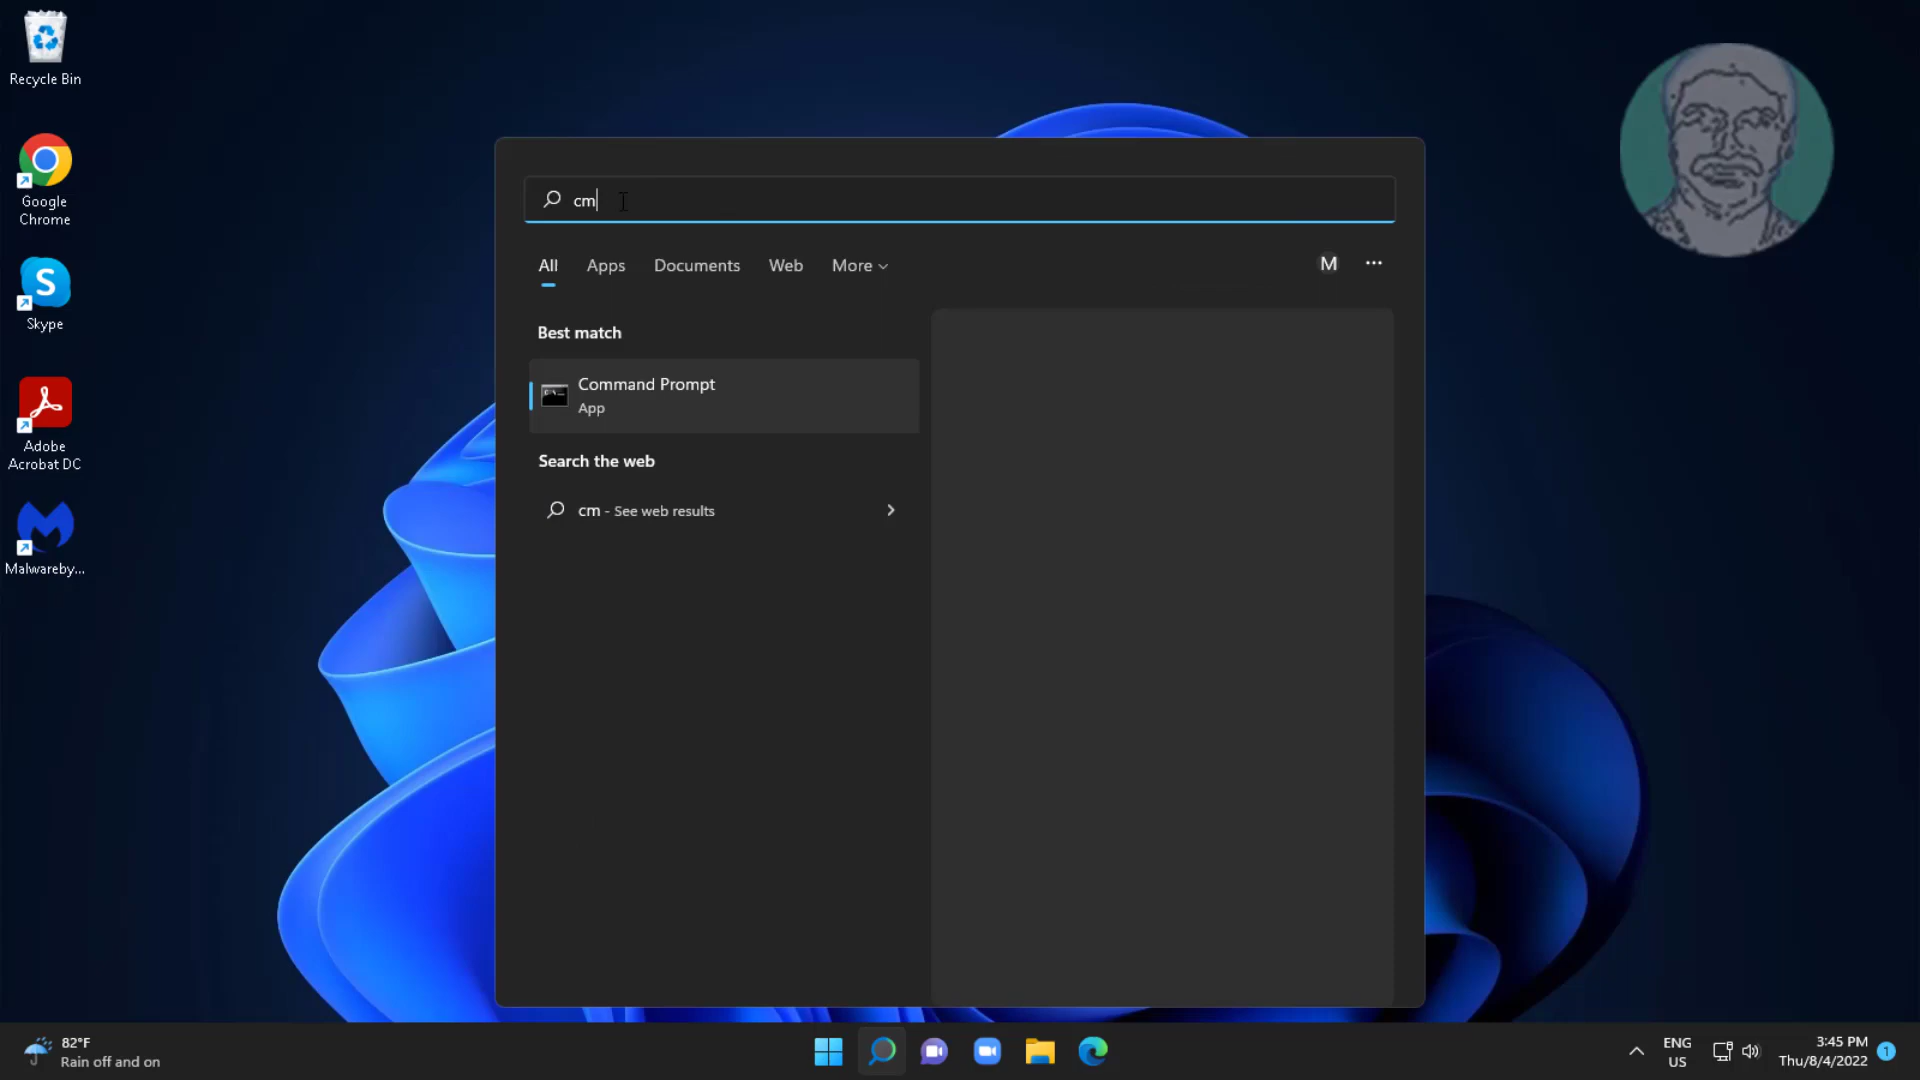 Recycle Bin
Google
Chrome
S
Skype
Adobe
Acrobat DC
Malwareby...
cm
All Apps Documents Web More
M
Best match
Command Prompt
App
Search the web
cm - See web results
82°F
Rain off and on
ENG
US
3:45 PM
Thu/8/4/2022
1